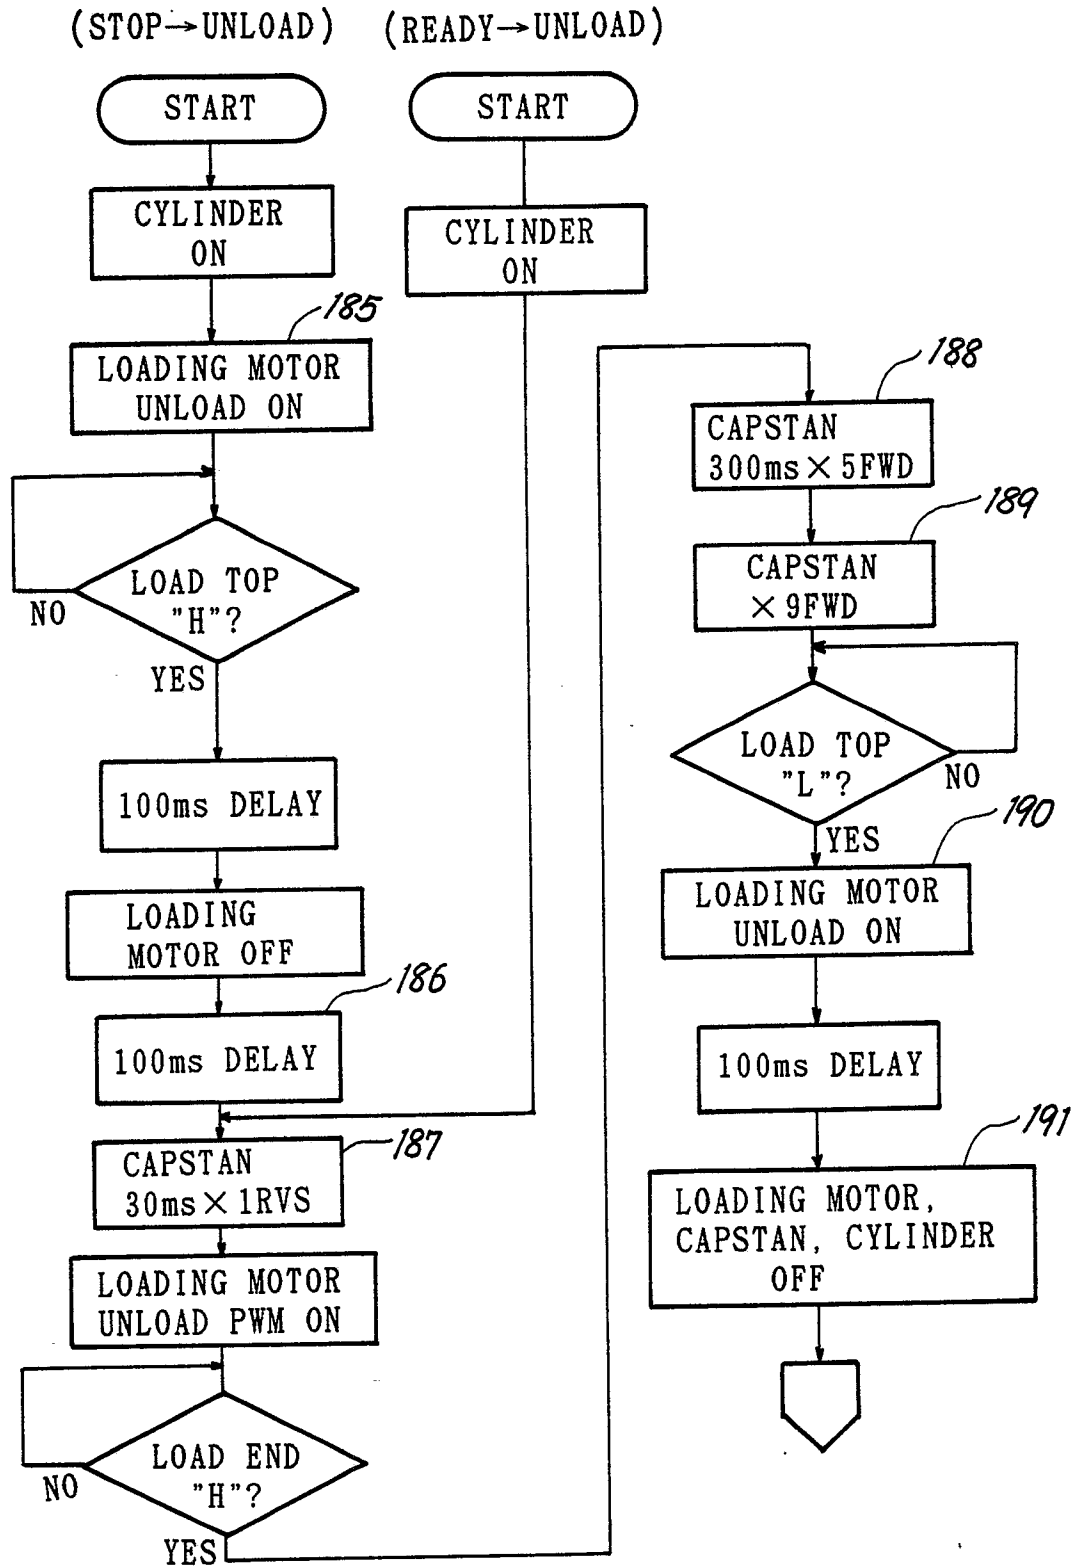 (STOP→UNLOAD)
START
CYLINDER
ON
185
LOADING MOTOR
UNLOAD ON
LOAD TOP
"H"?
NO
YES
100ms DELAY
LOADING
MOTOR OFF
186
100ms DELAY
187
CAPSTAN
30ms×1RVS
LOADING MOTOR
UNLOAD PWM ON
LOAD END
"H"?
NO
YES
(READY→UNLOAD)
START
CYLINDER
ON
188
CAPSTAN
300ms×5FWD
189
CAPSTAN
×9FWD
LOAD TOP
"L"?
NO
YES
190
LOADING MOTOR
UNLOAD ON
100ms DELAY
191
LOADING MOTOR,
CAPSTAN, CYLINDER
OFF